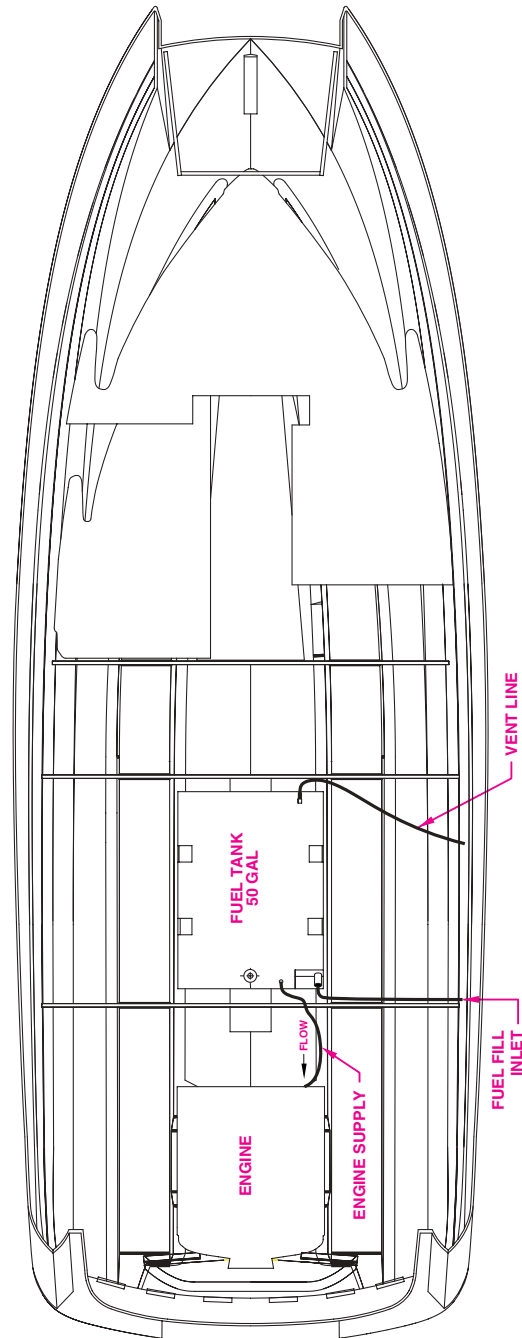 VENT LINE
FUEL TANK
50 GAL
FUEL FILL
INLET
FLOW
ENGINE SUPPLY
ENGINE